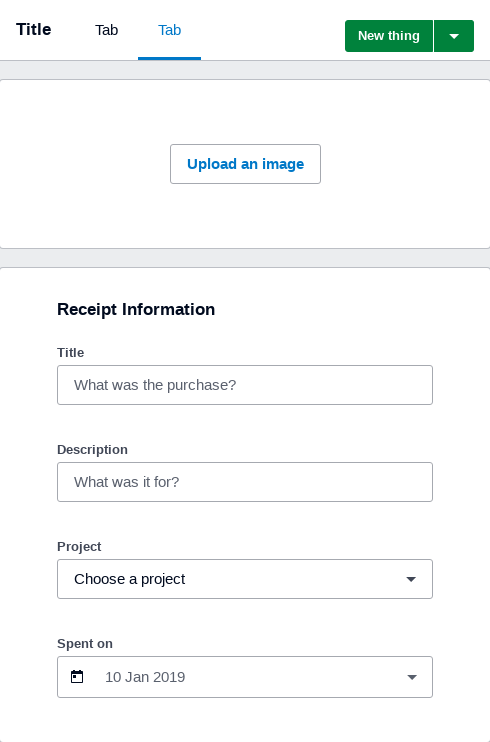 Title
Tab
Tab
New thing
Upload an image
Receipt Information
Title
What was the purchase?
Description
What was it for?
Project
Choose a project
Spent on
10 Jan 2019